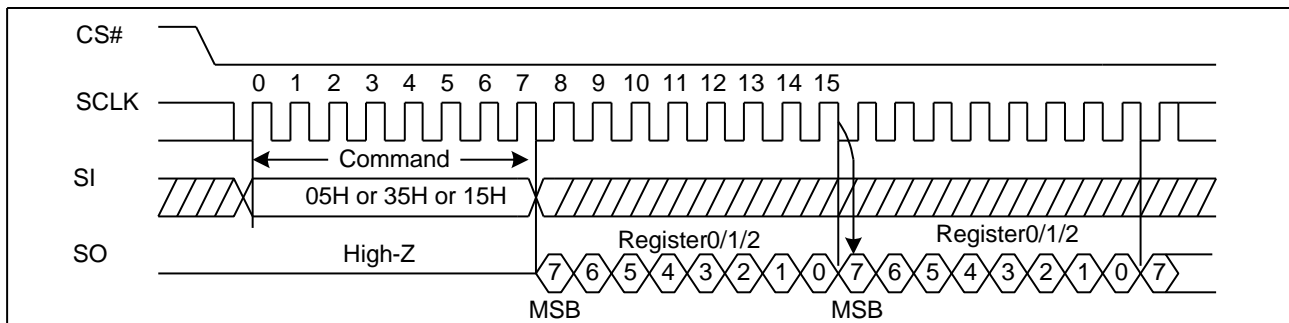 CS#
0 1 2 3 4 5 6 7 8 9 10 11 12 13 14 15
SCLK
Command
SI
05H or 35H or 15H
Register0/1/2 Register0/1/2
SO High-Z
7 6 5 4 3 2 1 0 7 6 5 4 3 2 1 0 7
MSB MSB